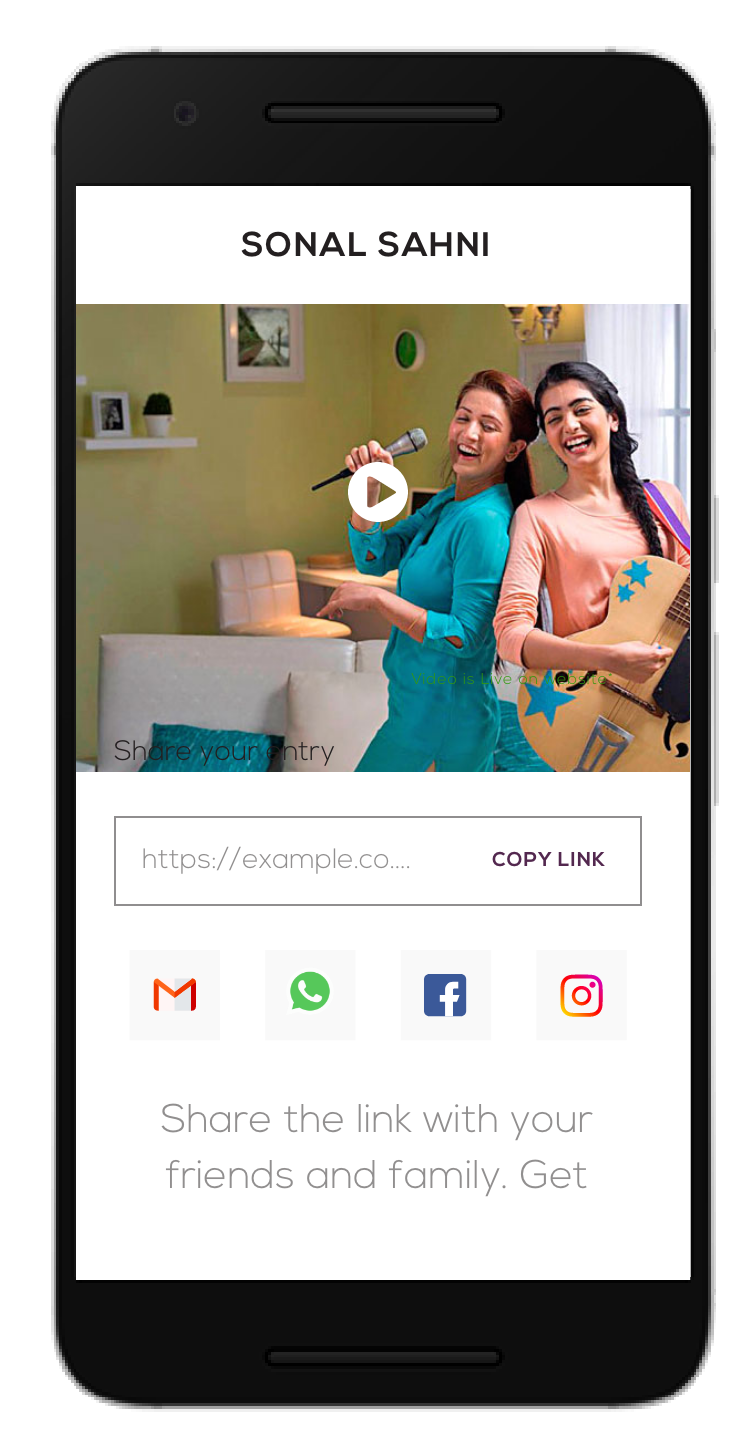 SONAL SAHNI
Video is Live on website*
Share your entry
https://example.co....
COPY LINK
Share the link with your
friends and family. Get